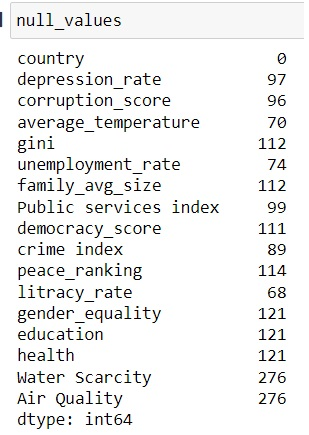 null_values
country 0
depression_rate 97
corruption_score 96
average_temperature 70
gini 112
unemployment_rate 74
family_avg_size 112
Public services index 99
democracy_score 111
crime index 89
peace_ranking 114
litracy_rate 68
gender_equality 121
education 121
health 121
Water Scarcity 276
Air Quality 276
dtype: int64